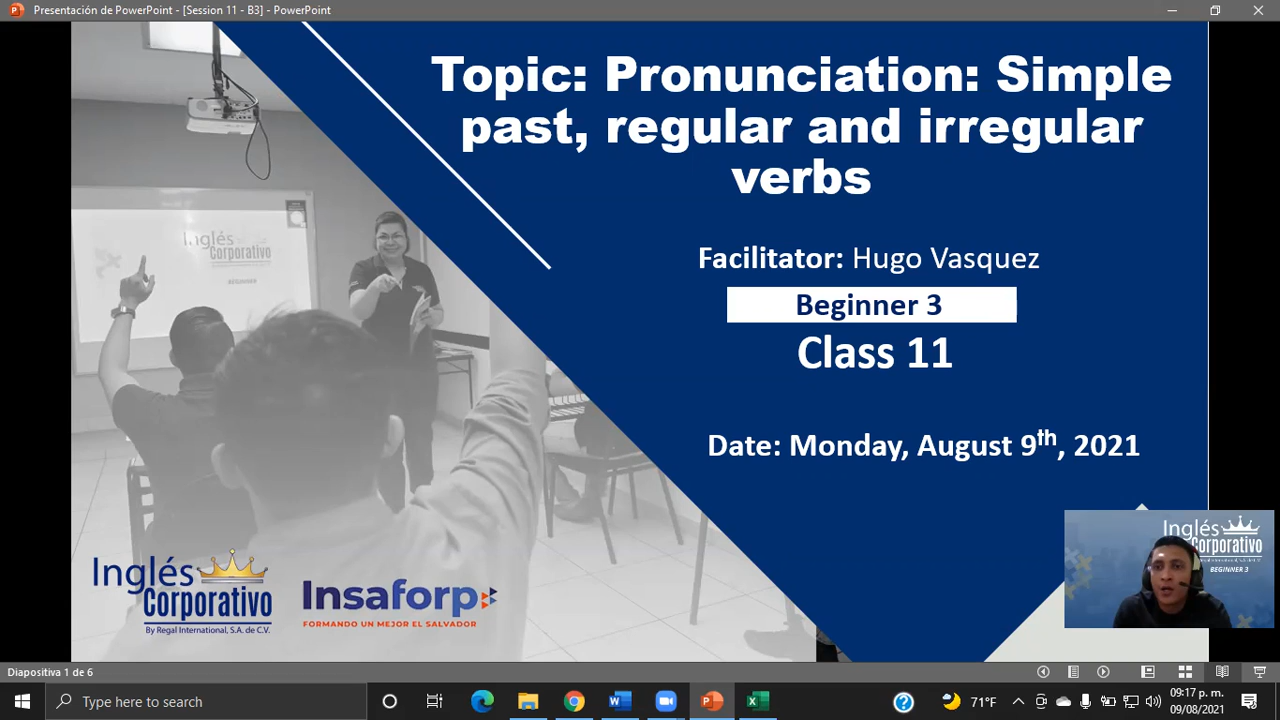 Presentación de PowerPoint - [Session 11 - B3] - PowerPoint
Topic: Pronunciation: Simple
past, regular and irregular
verbs
Facilitator: Hugo Vasquez
Beginner 3
Class 11
Date: Monday, August 9th, 2021
Inglés
Corporativo
Inglés
Corporativo
By Regal International, S.A. de C.V.
Insaforp
FORMANDO UN MEJOR EL SALVADOR
Inglés
Corporativo
BEGINNER 3
Diapositiva 1 de 6
Type here to search
71°F
09:17 p. m.
09/08/2021